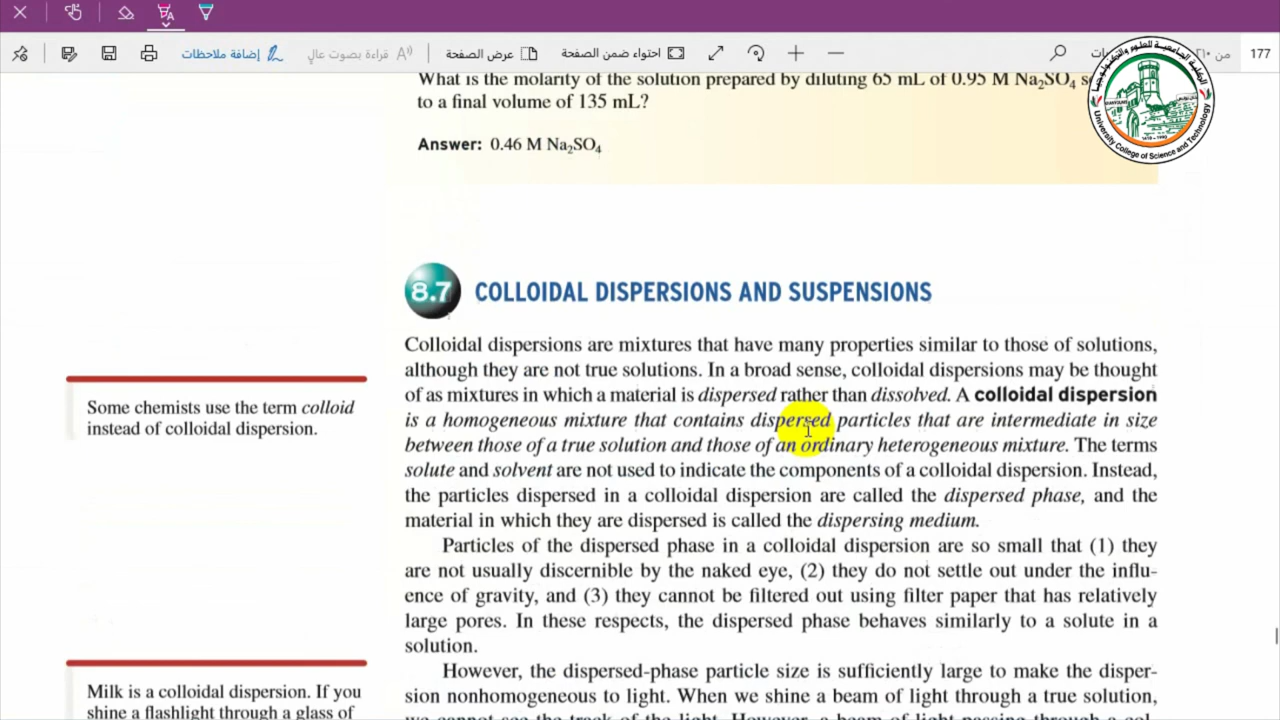 إضافة ملاحظات
قراءة بصوت عالٍ
عرض الصفحة
احتواء ضمن الصفحة
177
What is the molarity of the solution prepared by diluting 65 mL of 0.95 M Na₂SO₄
to a final volume of 135 mL?
Answer: 0.46 M Na₂SO₄
8.7 COLLOIDAL DISPERSIONS AND SUSPENSIONS
Colloidal dispersions are mixtures that have many properties similar to those of solutions,
although they are not true solutions. In a broad sense, colloidal dispersions may be thought
of as mixtures in which a material is dispersed rather than dissolved. A colloidal dispersion
is a homogeneous mixture that contains dispersed particles that are intermediate in size
between those of a true solution and those of an ordinary heterogeneous mixture. The terms
solute and solvent are not used to indicate the components of a colloidal dispersion. Instead,
the particles dispersed in a colloidal dispersion are called the dispersed phase, and the
material in which they are dispersed is called the dispersing medium.
Particles of the dispersed phase in a colloidal dispersion are so small that (1) they
are not usually discernible by the naked eye, (2) they do not settle out under the influ-
ence of gravity, and (3) they cannot be filtered out using filter paper that has relatively
large pores. In these respects, the dispersed phase behaves similarly to a solute in a
solution.
However, the dispersed-phase particle size is sufficiently large to make the disper-
sion nonhomogeneous to light. When we shine a beam of light through a true solution,
Some chemists use the term colloid
instead of colloidal dispersion.
Milk is a colloidal dispersion. If you
shine a flashlight through a glass of
University College of Science and Technology